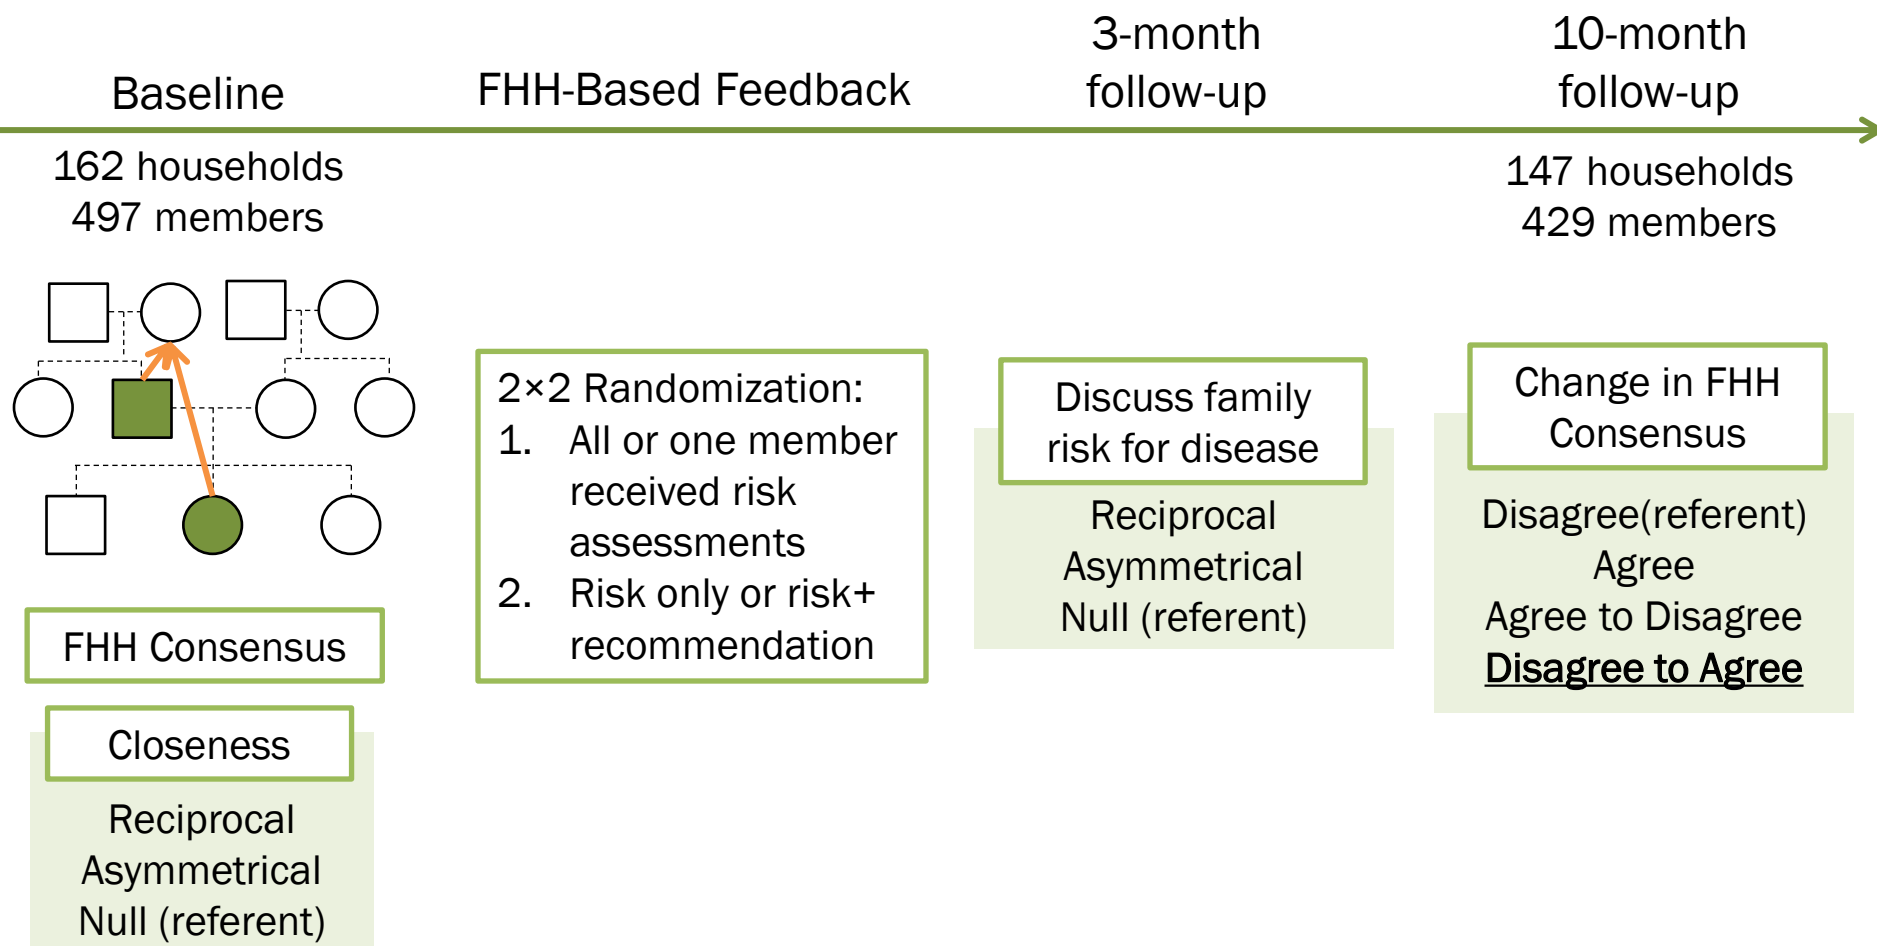 Baseline
FHH-Based Feedback
3-month
follow-up
10-month
follow-up
162 households
497 members
147 households
429 members
FHH Consensus
Closeness
Reciprocal
Asymmetrical
Null (referent)
2×2 Randomization:
1. All or one member
received risk
assessments
2. Risk only or risk+
recommendation
Discuss family
risk for disease
Reciprocal
Asymmetrical
Null (referent)
Change in FHH
Consensus
Disagree(referent)
Agree
Agree to Disagree
Disagree to Agree